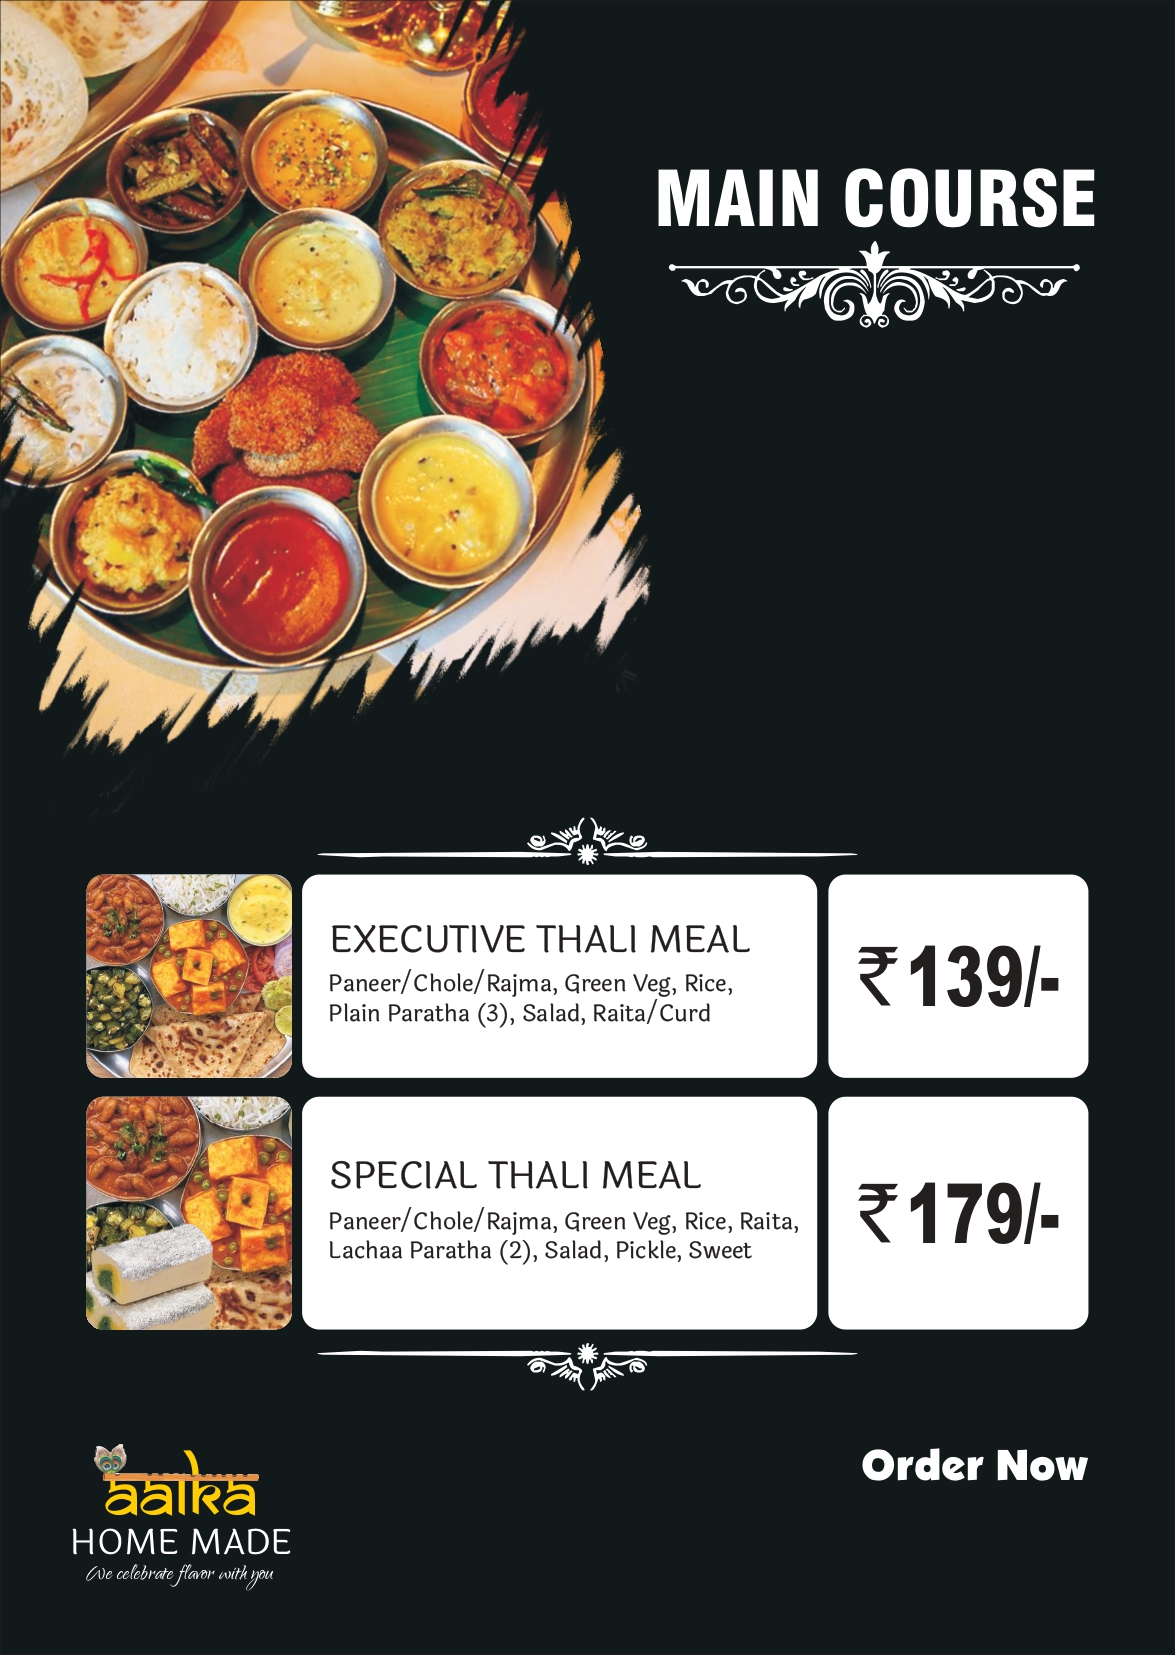 MAIN COURSE
EXECUTIVE THALI MEAL
Paneer/Chole/Rajma, Green Veg, Rice,
Plain Paratha (3), Salad, Raita/Curd
₹139/-
SPECIAL THALI MEAL
Paneer/Chole/Rajma, Green Veg, Rice, Raita,
Lachaa Paratha (2), Salad, Pickle, Sweet
₹179/-
aalka
HOME MADE
We celebrate flavor with you
Order Now